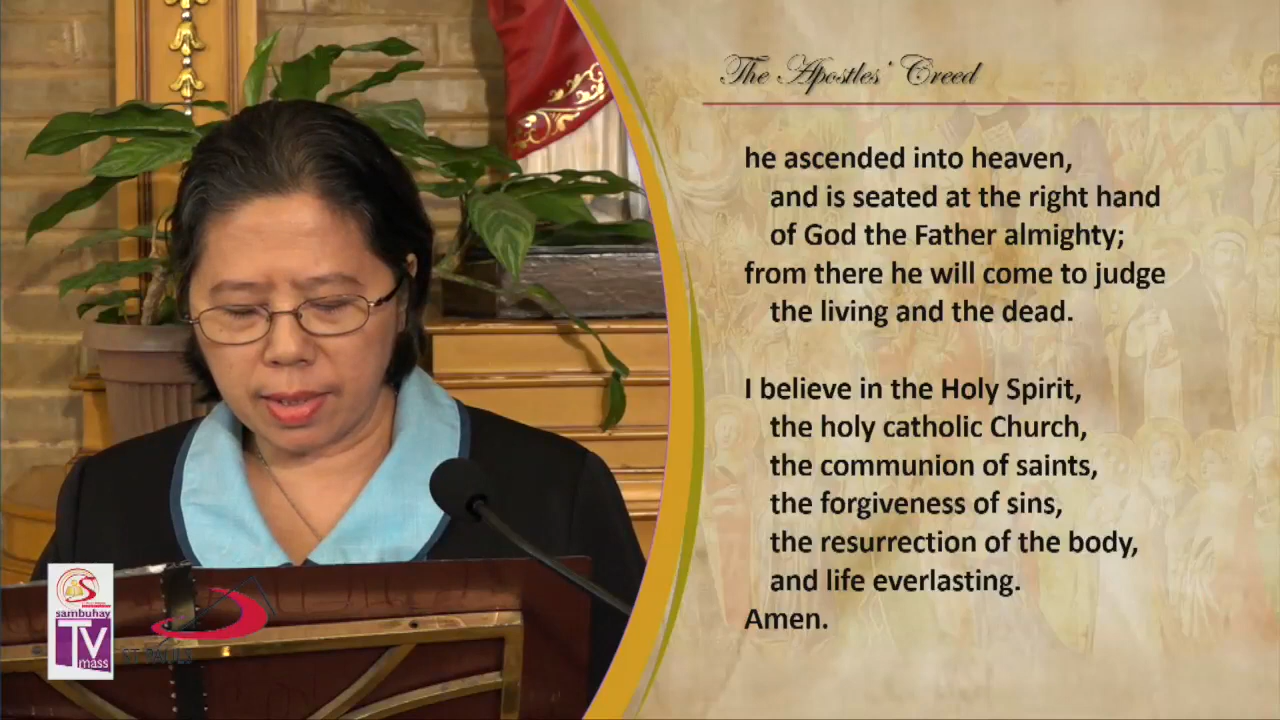 The Apostles' Creed
he ascended into heaven,
and is seated at the right hand
of God the Father almighty;
from there he will come to judge
the living and the dead.
I believe in the Holy Spirit,
the holy catholic Church,
the communion of saints,
the forgiveness of sins,
the resurrection of the body,
and life everlasting.
Amen.
sambuhay
TV
mass
ST PAULS